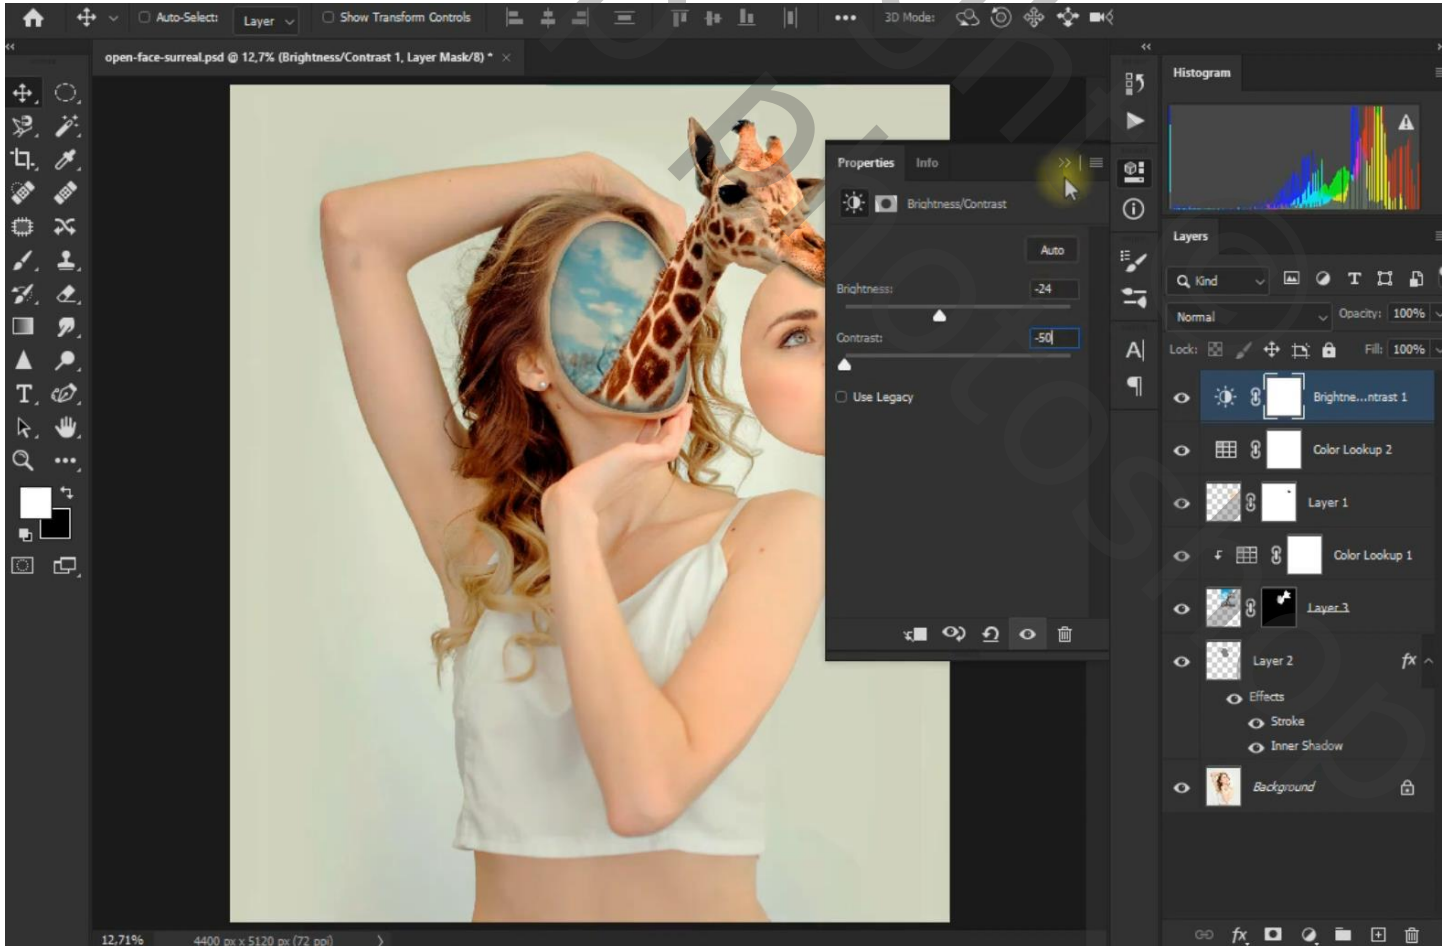 Auto-Select: Layer Show Transform Controls 3D Mode:
open-face-surreal.psd @ 12,7% (Brightness/Contrast 1, Layer Mask/8) *
Histogram
Properties Info
Brightness/Contrast
Auto
Brightness: -24
Contrast: -50
Use Legacy
Layers
Kind
Normal Opacity: 100%
Lock: Fill: 100%
Brightne...ntrast 1
Color Lookup 2
Layer 1
Color Lookup 1
Layer 3
Layer 2 fx
Effects
Stroke
Inner Shadow
Background
12,71% 4400 px x 5120 px (72 ppi)